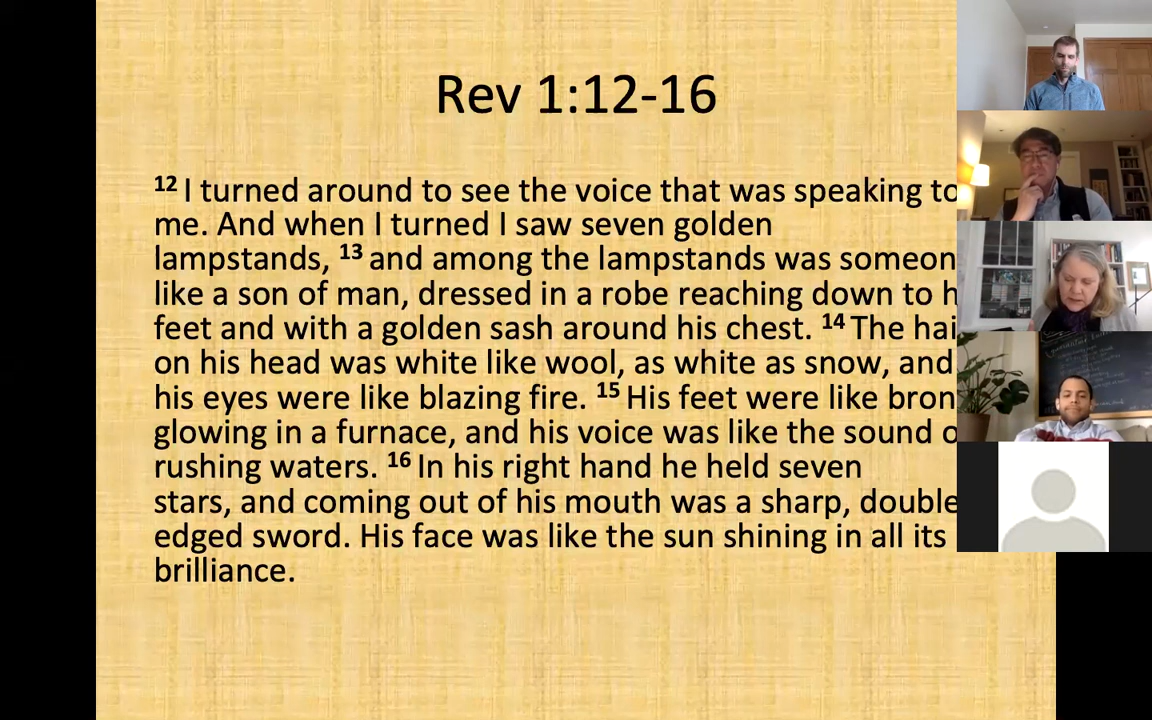 Rev 1:12-16
12 I turned around to see the voice that was speaking to
me. And when I turned I saw seven golden
lampstands, 13 and among the lampstands was someon
like a son of man, dressed in a robe reaching down to h
feet and with a golden sash around his chest. 14 The hai
on his head was white like wool, as white as snow, and
his eyes were like blazing fire. 15 His feet were like bron
glowing in a furnace, and his voice was like the sound o
rushing waters. 16 In his right hand he held seven
stars, and coming out of his mouth was a sharp, double
edged sword. His face was like the sun shining in all its
brilliance.